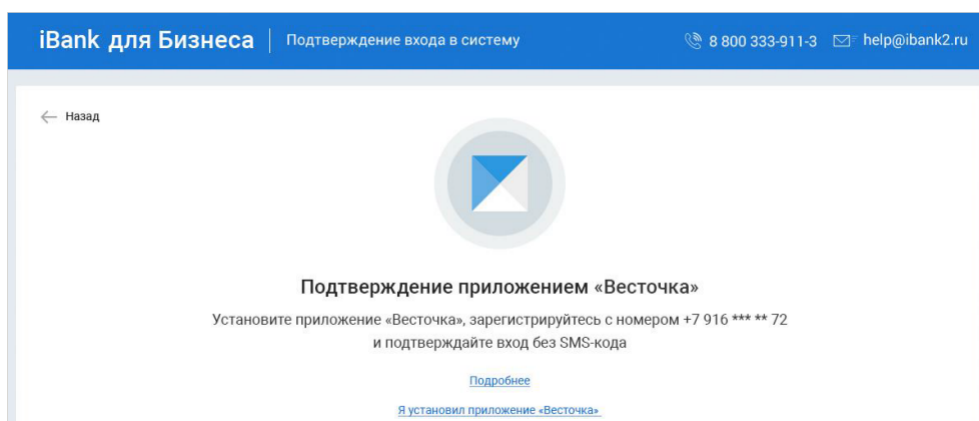 iBank для Бизнеса | Подтверждение входа в систему 8 800 333-911-3 help@ibank2.ru
Назад
Подтверждение приложением «Весточка»
Установите приложение «Весточка», зарегистрируйтесь с номером +7 916 *** ** 72
и подтверждайте вход без SMS-кода
Подробнее
Я установил приложение «Весточка»